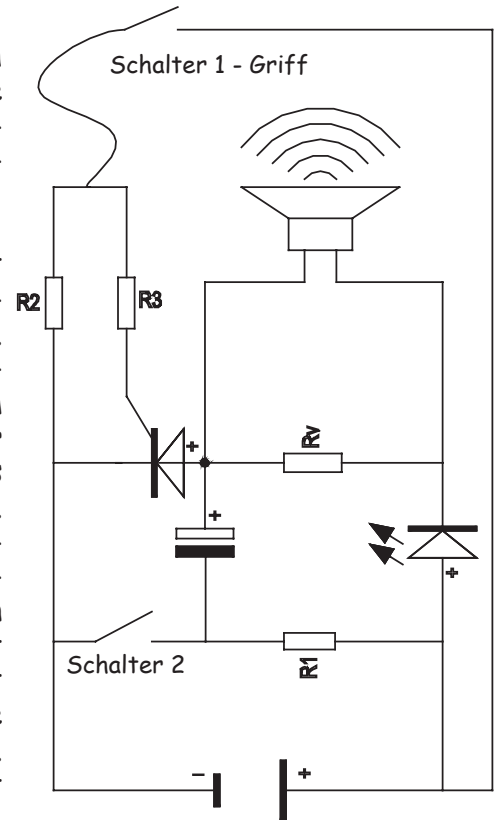 Schalter 1 - Griff
R2
R3
+
Rv
+
+
Schalter 2
R1
- +